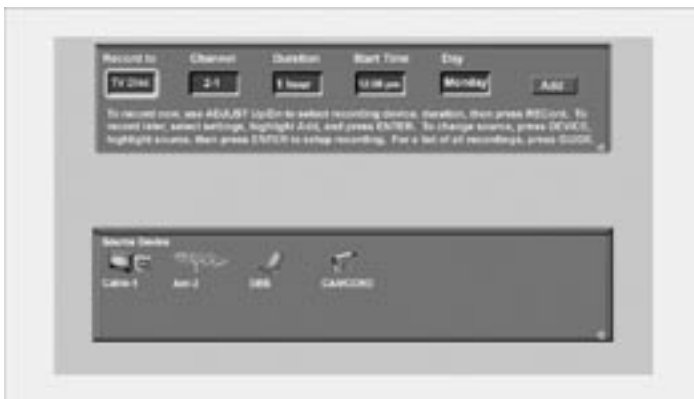 Record to Channel Duration Start Time Day
TV Disc 2-1 1 hour 12:00 pm Monday Add
To record now, use ADJUST Up/Dn to select recording device, duration, then press RECord. To
record later, select settings, highlight Add, and press ENTER. To change source, press DEVICE,
highlight source, then press ENTER to setup recording. For a list of all recordings, press GUIDE.
Source Device
Cable-1 Ant-2 DBS CAMCORD